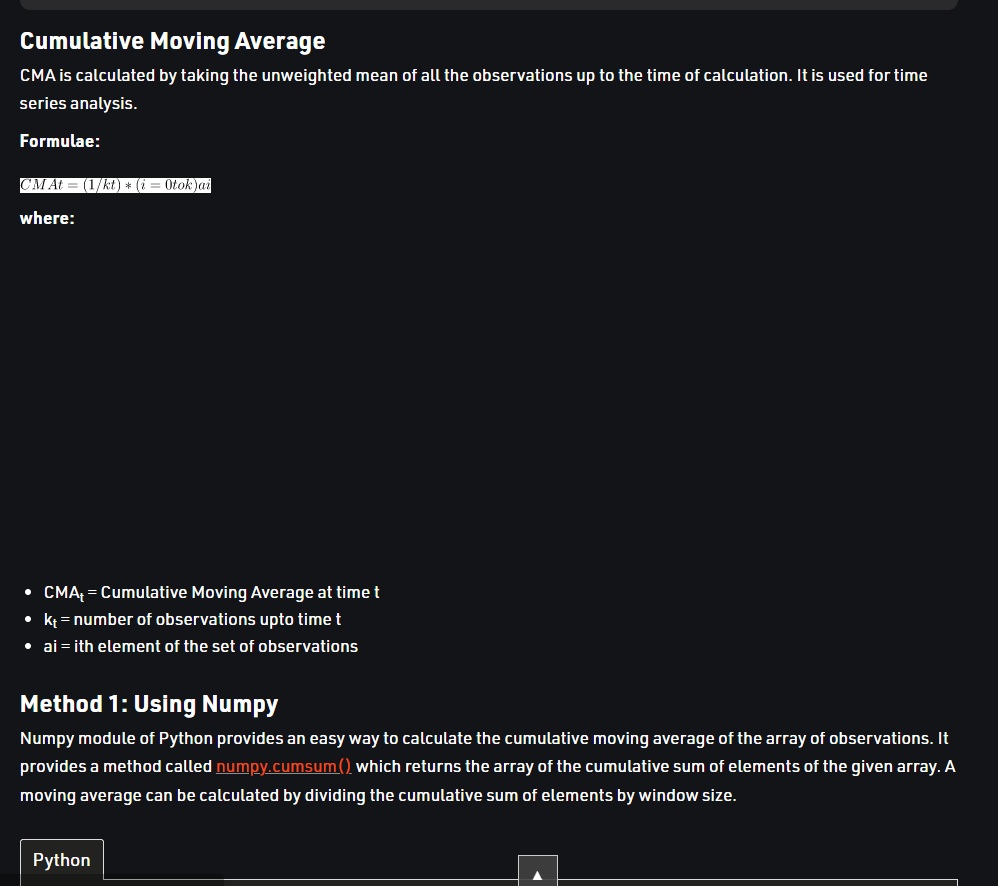 Cumulative Moving Average
CMA is calculated by taking the unweighted mean of all the observations up to the time of calculation. It is used for time
series analysis.
Formulae:
CMAt = (1/kt) * (i = 0tok)ai
where:
• CMAt = Cumulative Moving Average at time t
• kt = number of observations upto time t
• ai = ith element of the set of observations
Method 1: Using Numpy
Numpy module of Python provides an easy way to calculate the cumulative moving average of the array of observations. It
provides a method called numpy.cumsum() which returns the array of the cumulative sum of elements of the given array. A
moving average can be calculated by dividing the cumulative sum of elements by window size.
Python